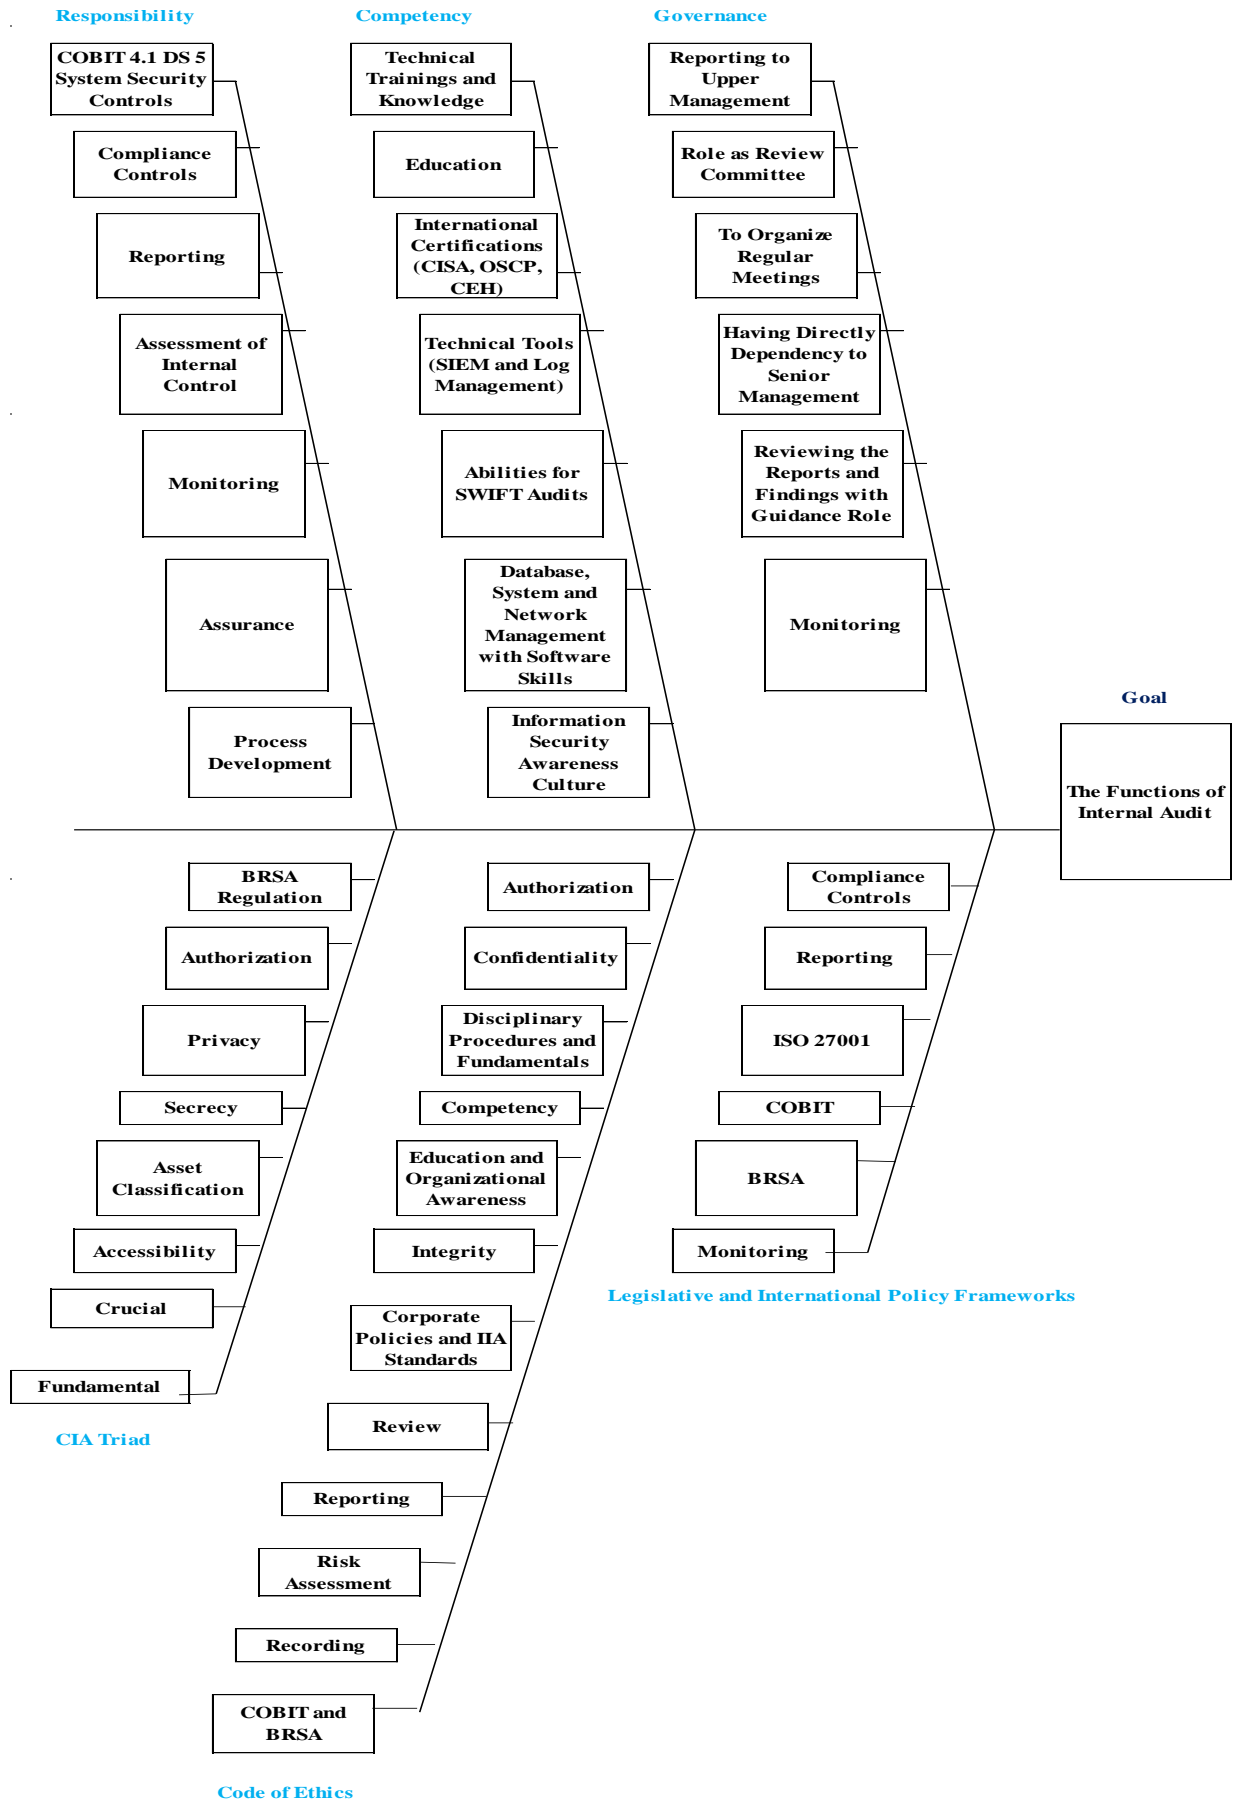 Responsibility
COBIT 4.1 DS 5
System Security
Controls
Compliance
Controls
Reporting
Assessment of
Internal
Control
Monitoring
Assurance
Process
Development
Competency
Technical
Trainings and
Knowledge
Education
International
Certifications
(CISA, OSCP,
CEH)
Technical Tools
(SIEM and Log
Management)
Abilities for
SWIFT Audits
Database,
System and
Network
Management
with Software
Skills
Information
Security
Awareness
Culture
Governance
Reporting to
Upper
Management
Role as Review
Committee
To Organize
Regular
Meetings
Having Directly
Dependency to
Senior
Management
Reviewing the
Reports and
Findings with
Guidance Role
Monitoring
Goal
The Functions of
Internal Audit
BRSA
Regulation
Authorization
Privacy
Secrecy
Asset
Classification
Accessibility
Crucial
Fundamental
CIA Triad
Authorization
Confidentiality
Disciplinary
Procedures and
Fundamentals
Competency
Education and
Organizational
Awareness
Integrity
Corporate
Policies and IIA
Standards
Review
Reporting
Risk
Assessment
Recording
COBIT and
BRSA
Code of Ethics
Compliance
Controls
Reporting
ISO 27001
COBIT
BRSA
Monitoring
Legislative and International Policy Frameworks